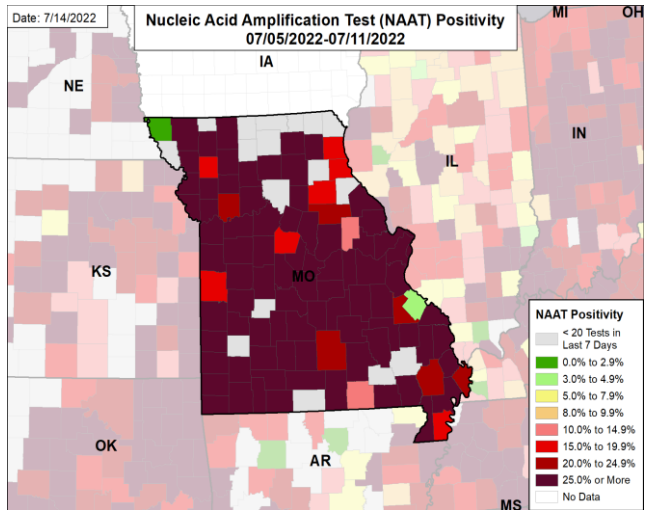 Date: 7/14/2022
Nucleic Acid Amplification Test (NAAT) Positivity
07/05/2022-07/11/2022
MI
OH
IA
NE
IN
IL
KS
MO
OK
AR
MS
NAAT Positivity
< 20 Tests in
Last 7 Days
0.0% to 2.9%
3.0% to 4.9%
5.0% to 7.9%
8.0% to 9.9%
10.0% to 14.9%
15.0% to 19.9%
20.0% to 24.9%
25.0% or More
No Data